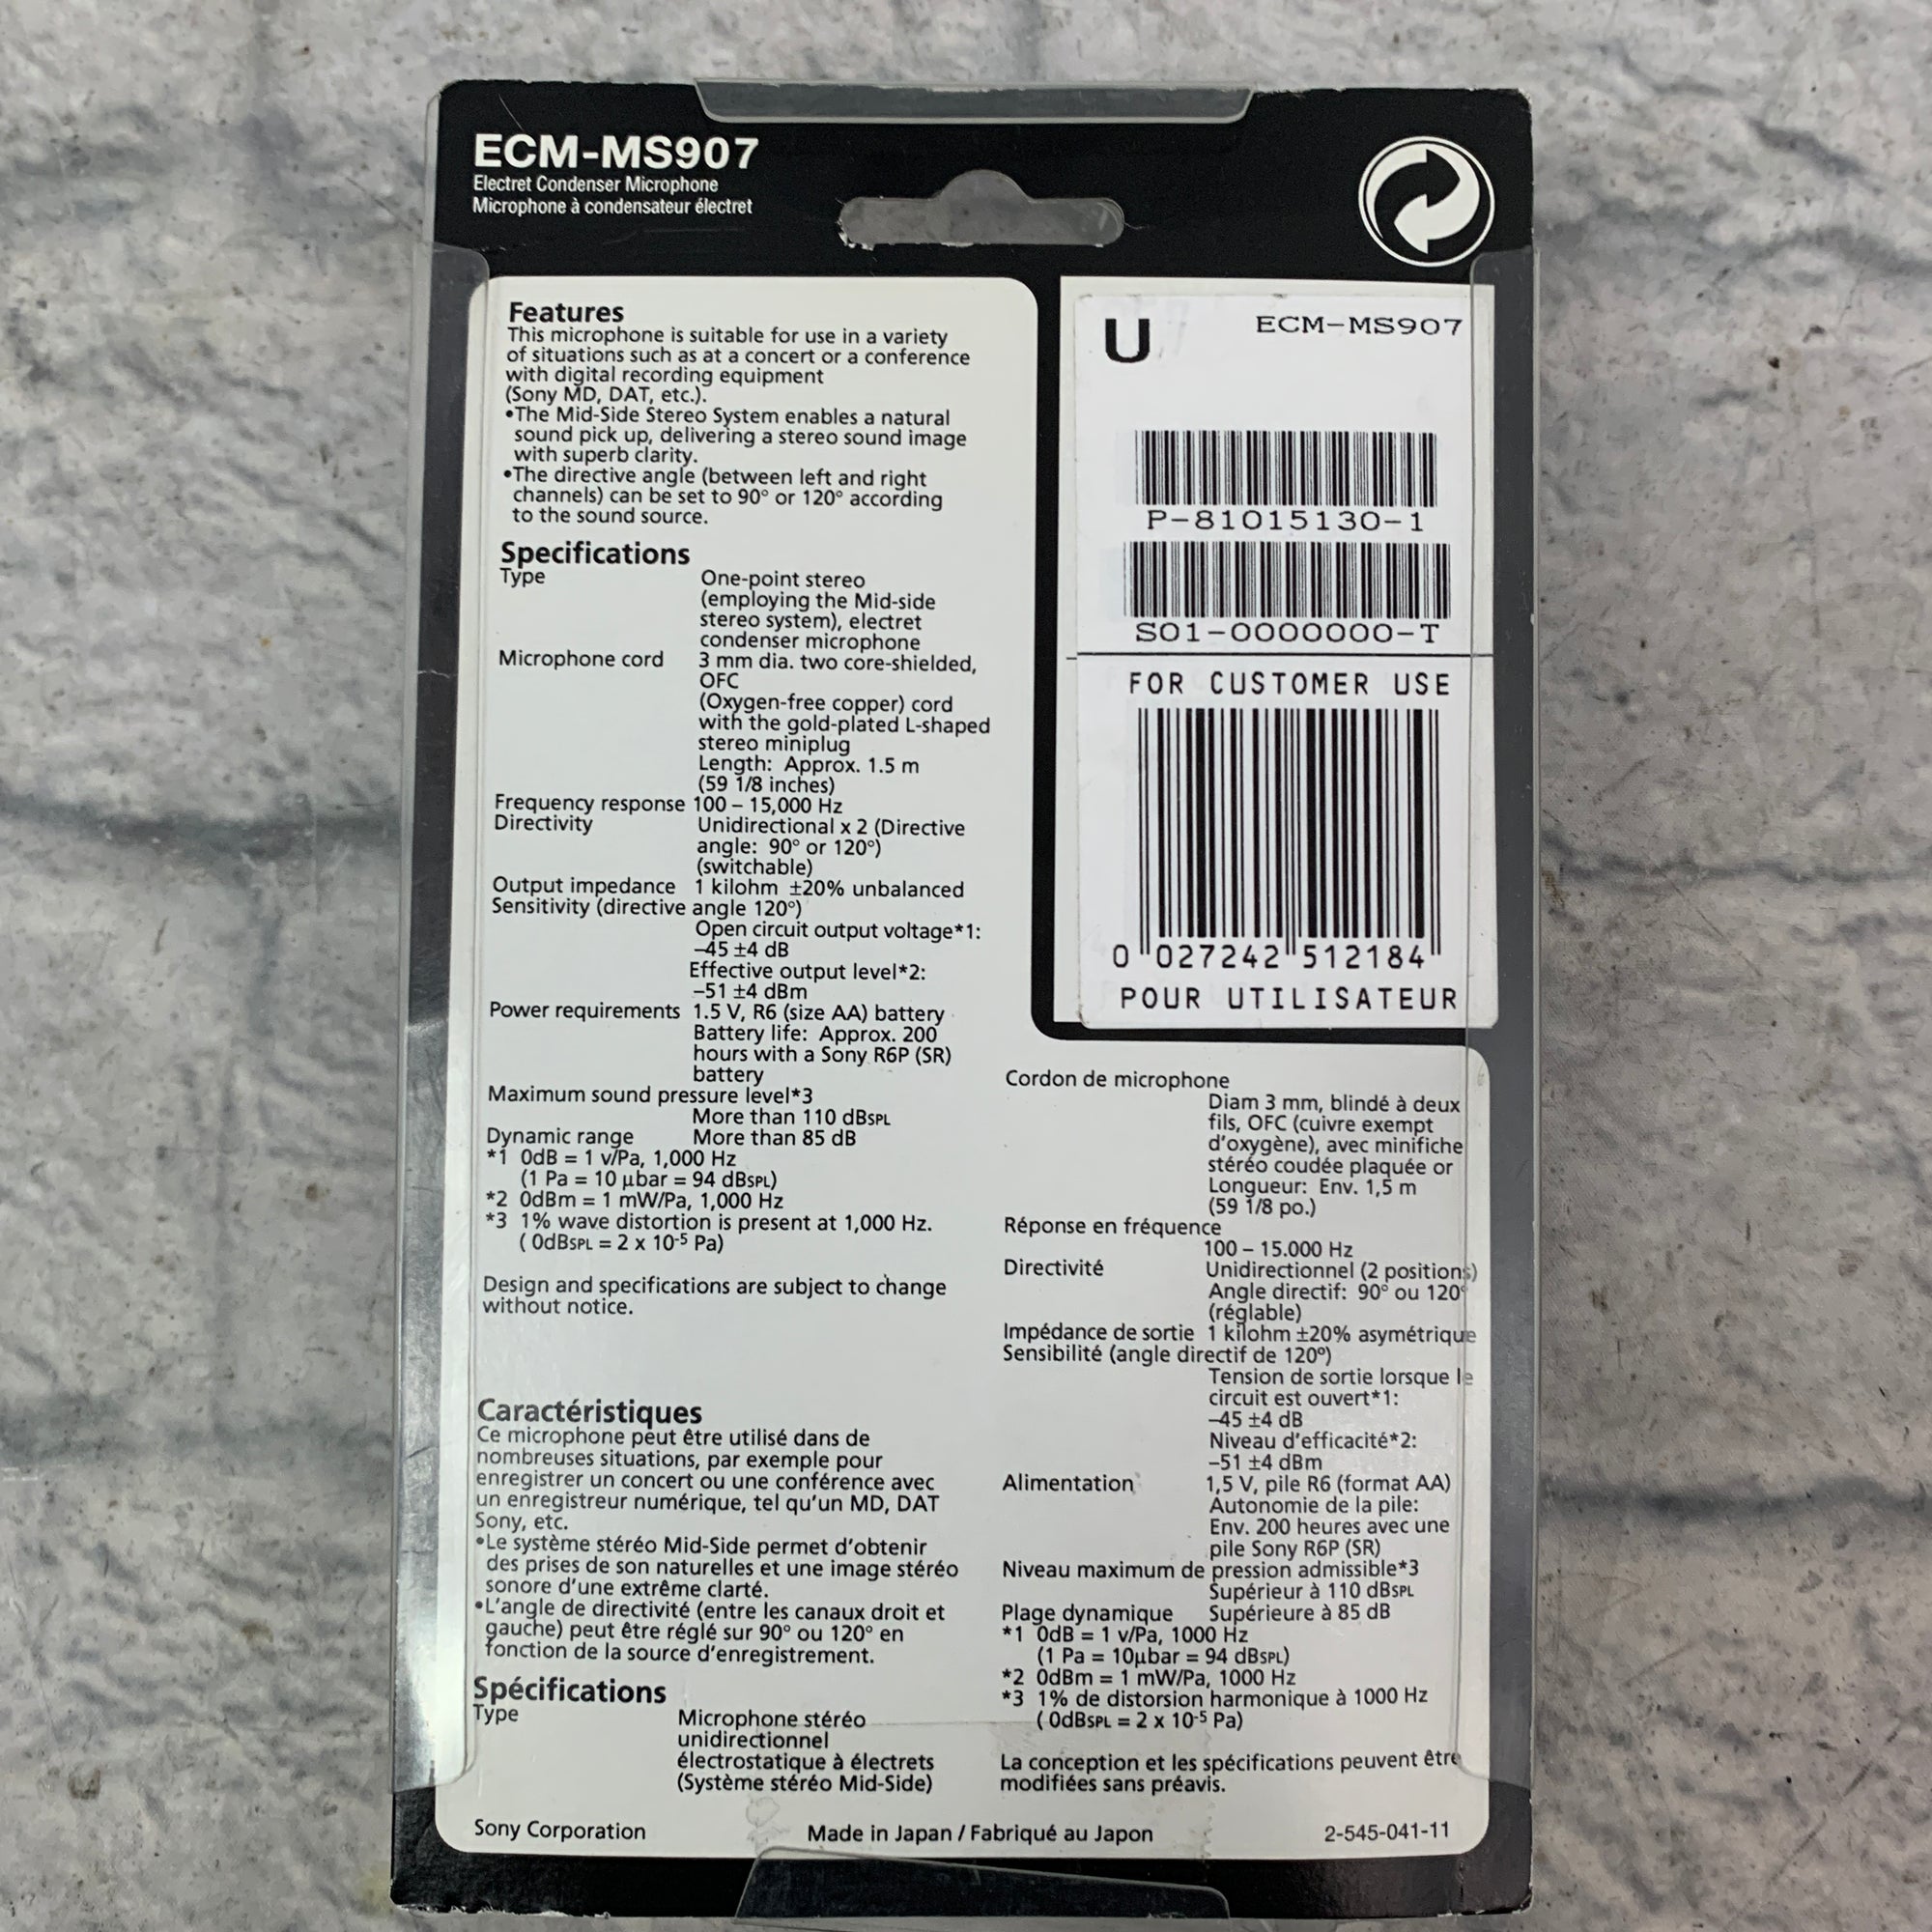 ECM-MS907
Electret Condenser Microphone
Microphone à condensateur électret
Features
This microphone is suitable for use in a variety
of situations such as at a concert or a conference
with digital recording equipment
(Sony MD, DAT, etc.).
•The Mid-Side Stereo System enables a natural
sound pick up, delivering a stereo sound image
with superb clarity.
•The directive angle (between left and right
channels) can be set to 90° or 120° according
to the sound source.
Specifications
Type One-point stereo
(employing the Mid-side
stereo system), electret
condenser microphone
Microphone cord 3 mm dia. two core-shielded,
OFC
(Oxygen-free copper) cord
with the gold-plated L-shaped
stereo miniplug
Length: Approx. 1.5 m
(59 1/8 inches)
Frequency response 100 – 15,000 Hz
Directivity Unidirectional x 2 (Directive
angle: 90° or 120°)
(switchable)
Output impedance 1 kilohm ±20% unbalanced
Sensitivity (directive angle 120°)
Open circuit output voltage*1:
–45 ±4 dB
Effective output level*2:
–51 ±4 dBm
Power requirements 1.5 V, R6 (size AA) battery
Battery life: Approx. 200
hours with a Sony R6P (SR)
battery
Maximum sound pressure level*3
More than 110 dBSPL
Dynamic range More than 85 dB
*1 0dB = 1 v/Pa, 1,000 Hz
(1 Pa = 10 μbar = 94 dBSPL)
*2 0dBm = 1 mW/Pa, 1,000 Hz
*3 1% wave distortion is present at 1,000 Hz.
( 0dBSPL = 2 x 10-5 Pa)
Design and specifications are subject to change
without notice.
Caractéristiques
Ce microphone peut être utilisé dans de
nombreuses situations, par exemple pour
enregistrer un concert ou une conférence avec
un enregistreur numérique, tel qu'un MD, DAT
Sony, etc.
•Le système stéréo Mid-Side permet d'obtenir
des prises de son naturelles et une image stéréo
sonore d'une extrême clarté.
•L'angle de directivité (entre les canaux droit et
gauche) peut être réglé sur 90° ou 120° en
fonction de la source d'enregistrement.
Spécifications
Type Microphone stéréo
unidirectionnel
électrostatique à électrets
(Système stéréo Mid-Side)
U ECM-MS907
P-81015130-1
S01-0000000-T
FOR CUSTOMER USE
0 027242 512184
POUR UTILISATEUR
Cordon de microphone
Diam 3 mm, blindé à deux
fils, OFC (cuivre exempt
d'oxygène), avec minifiche
stéréo coudée plaquée or
Longueur: Env. 1,5 m
(59 1/8 po.)
Réponse en fréquence
100 – 15.000 Hz
Directivité Unidirectionnel (2 positions)
Angle directif: 90° ou 120°
(réglable)
Impédance de sortie 1 kilohm ±20% asymétrique
Sensibilité (angle directif de 120°)
Tension de sortie lorsque le
circuit est ouvert*1:
–45 ±4 dB
Niveau d'efficacité*2:
–51 ±4 dBm
Alimentation 1,5 V, pile R6 (format AA)
Autonomie de la pile:
Env. 200 heures avec une
pile Sony R6P (SR)
Niveau maximum de pression admissible*3
Supérieur à 110 dBSPL
Plage dynamique Supérieure à 85 dB
*1 0dB = 1 v/Pa, 1000 Hz
(1 Pa = 10μbar = 94 dBSPL)
*2 0dBm = 1 mW/Pa, 1000 Hz
*3 1% de distorsion harmonique à 1000 Hz
( 0dBSPL = 2 x 10-5 Pa)
La conception et les spécifications peuvent être
modifiées sans préavis.
Sony Corporation Made in Japan / Fabriqué au Japon 2-545-041-11